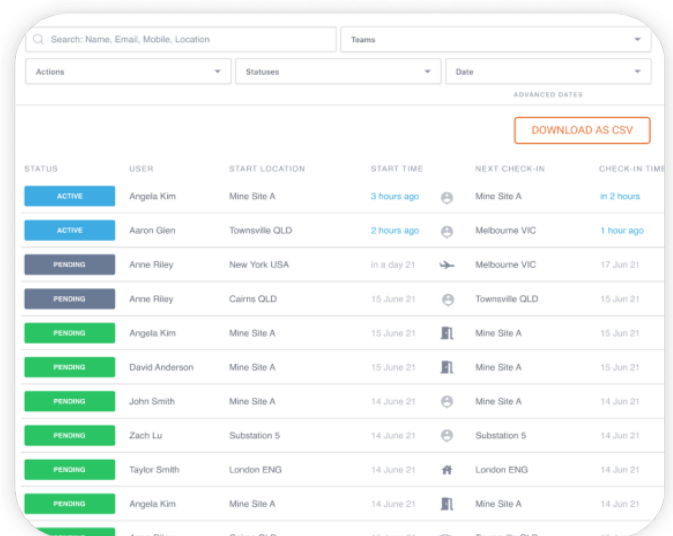 Search: Name, Email, Mobile, Location Teams
Actions Statuses Date
ADVANCED DATES
DOWNLOAD AS CSV
STATUS USER START LOCATION START TIME NEXT CHECK-IN CHECK-IN TIME
ACTIVE Angela Kim Mine Site A 3 hours ago Mine Site A in 2 hours
ACTIVE Aaron Glen Townsville QLD 2 hours ago Melbourne VIC 1 hour ago
PENDING Anne Riley New York USA in a day 21 Melbourne VIC 17 Jun 21
PENDING Anne Riley Cairns QLD 15 June 21 Townsville QLD 15 Jun 21
PENDING Angela Kim Mine Site A 15 June 21 Mine Site A 15 Jun 21
PENDING David Anderson Mine Site A 15 June 21 Mine Site A 15 Jun 21
PENDING John Smith Mine Site A 14 June 21 Mine Site A 14 Jun 21
PENDING Zach Lu Substation 5 14 June 21 Substation 5 14 Jun 21
PENDING Taylor Smith London ENG 14 June 21 London ENG 14 Jun 21
PENDING Angela Kim Mine Site A 14 June 21 Mine Site A 14 Jun 21